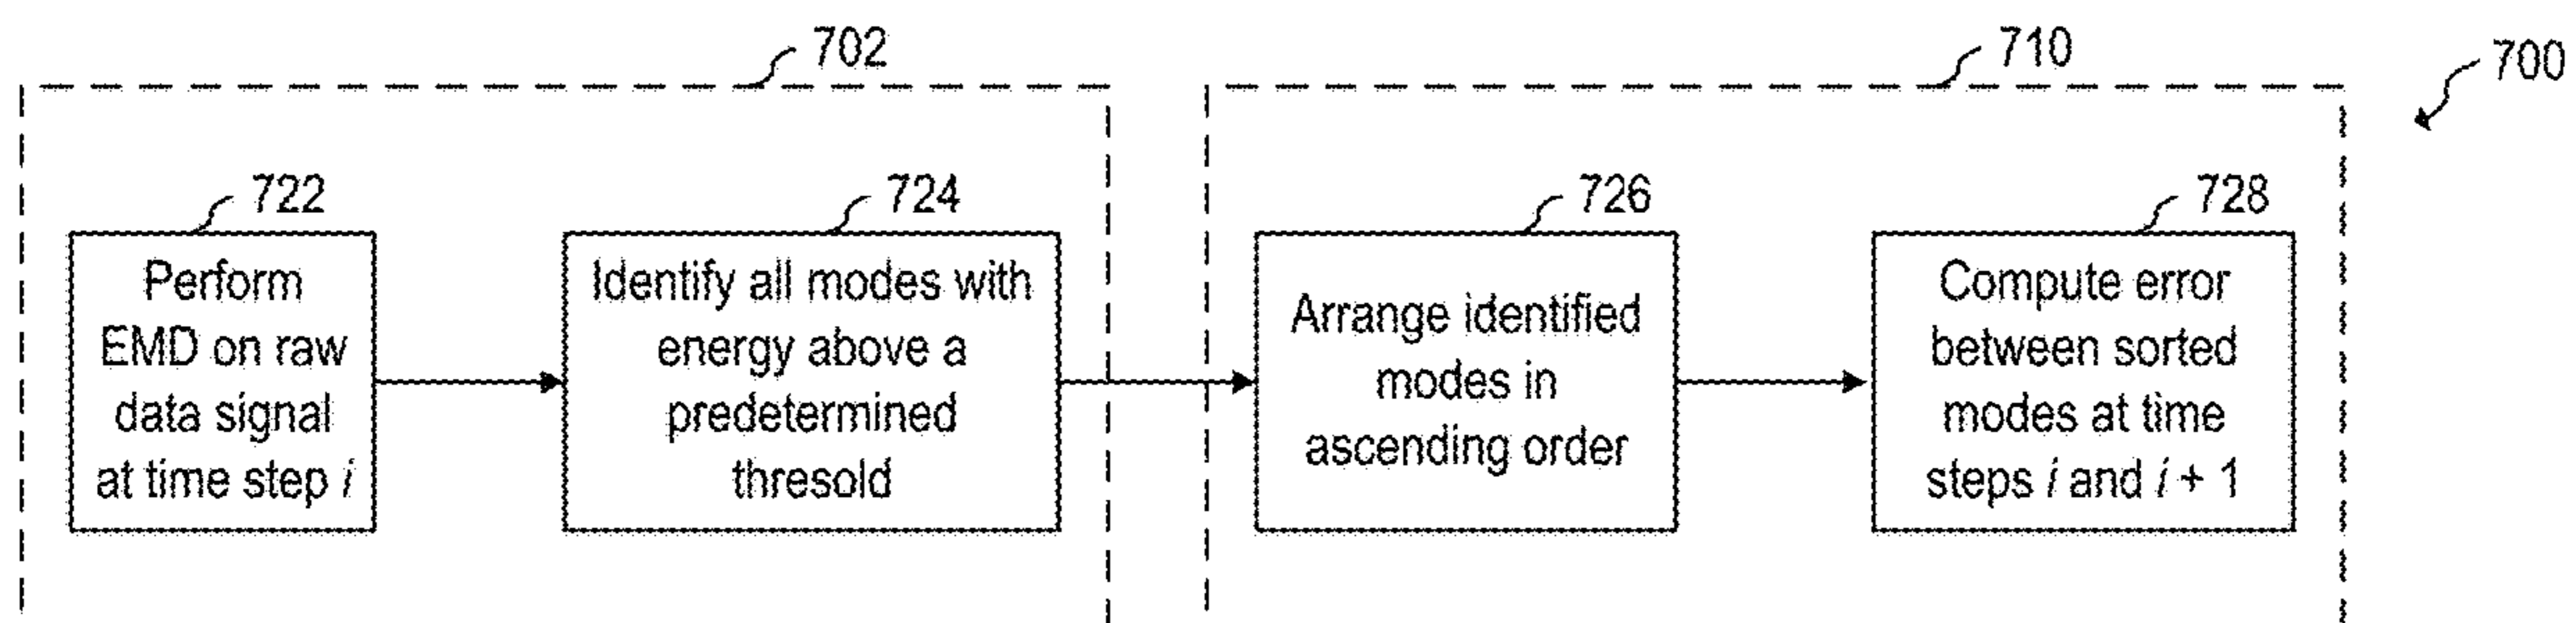 702
710
700
722
724
726
728
Perform
EMD on raw
data signal
at time step i
Identify all modes with
energy above a
predetermined
thresold
Arrange identified
modes in
ascending order
Compute error
between sorted
modes at time
steps i and i + 1